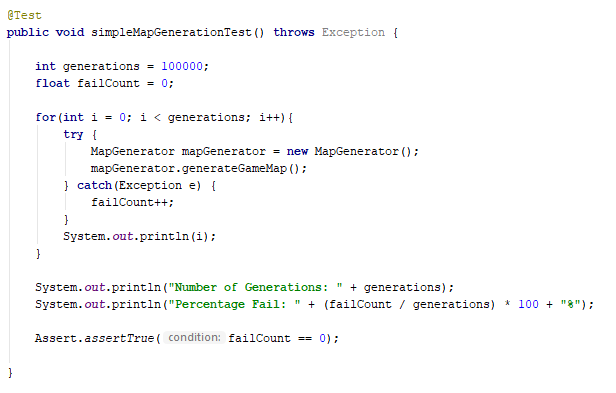 @Test
public void simpleMapGenerationTest() throws Exception {
int generations = 100000;
float failCount = 0;
for(int i = 0; i < generations; i++){
try {
MapGenerator mapGenerator = new MapGenerator();
mapGenerator.generateGameMap();
} catch(Exception e) {
failCount++;
}
System.out.println(i);
}
System.out.println("Number of Generations: " + generations);
System.out.println("Percentage Fail: " + (failCount / generations) * 100 + "%");
Assert.assertTrue( condition: failCount == 0);
}